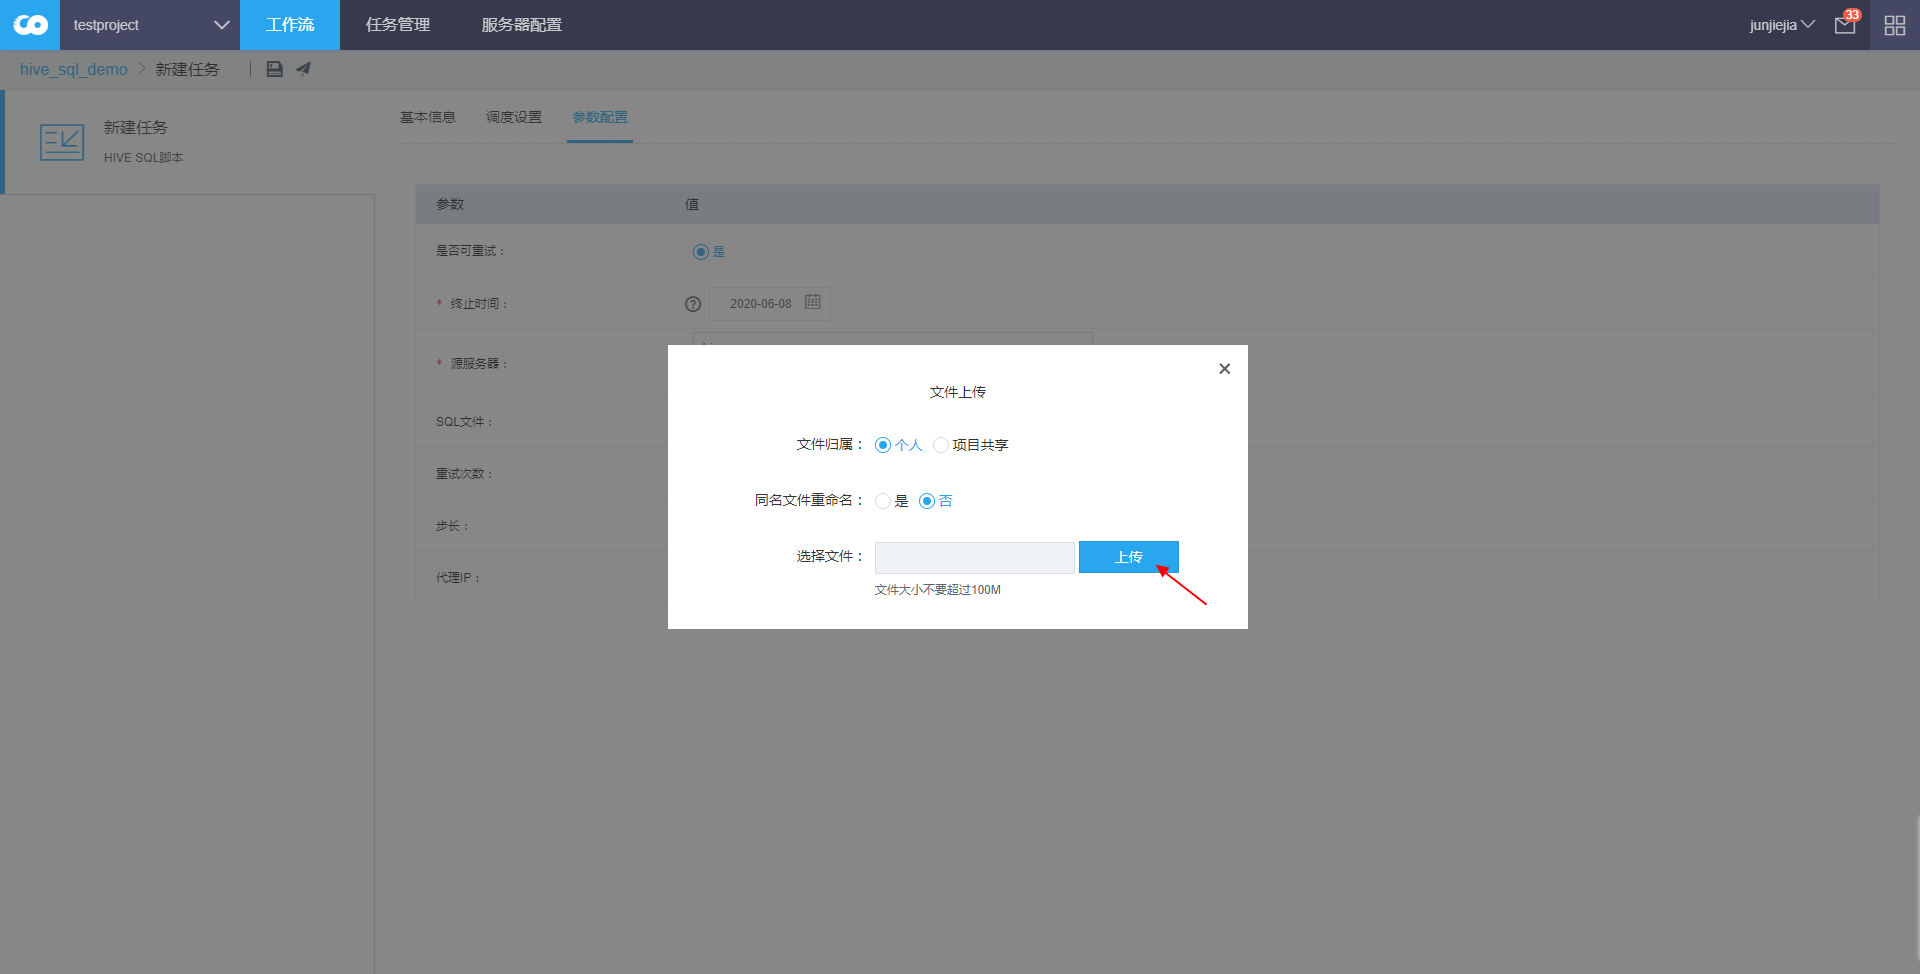 testproject
工作流
任务管理
服务器配置
junjiejia
33
hive_sql_demo > 新建任务
新建任务
HIVE SQL脚本
基本信息
调度设置
参数配置
参数
值
是否可重试：
是
* 终止时间：
2020-06-08
* 源服务器：
SQL文件：
重试次数：
步长：
代理IP：
文件上传
文件归属：
个人
项目共享
同名文件重命名：
是
否
选择文件：
上传
文件大小不要超过100M